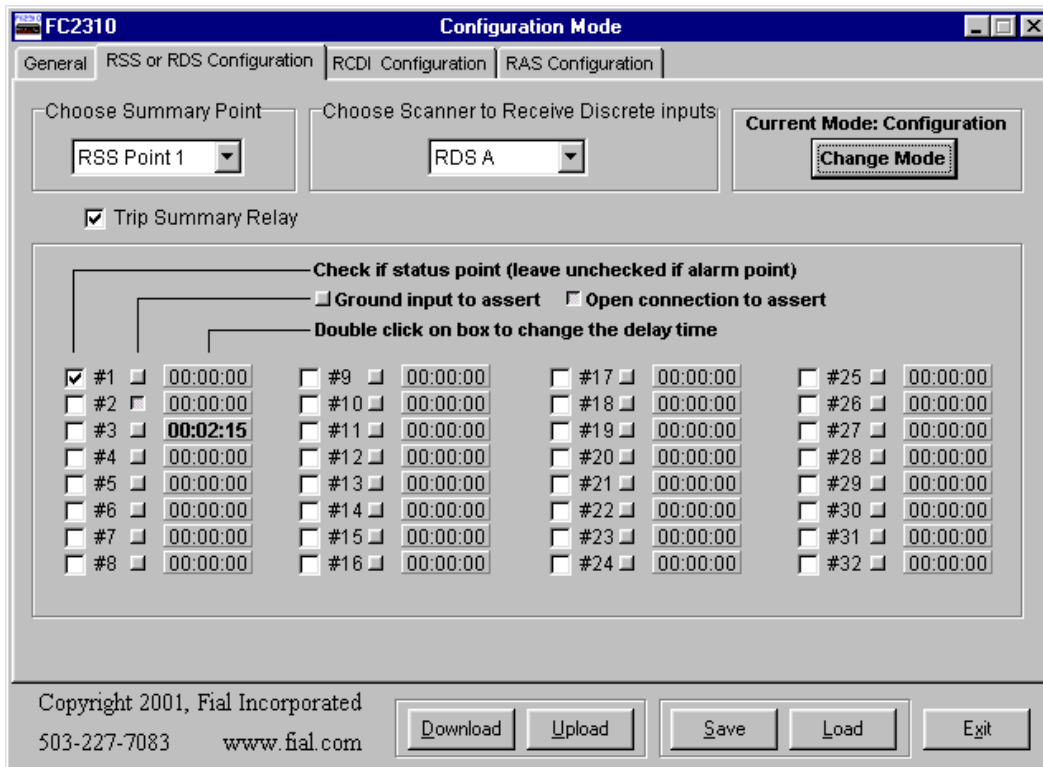 FC2310 Configuration Mode
General RSS or RDS Configuration RCDI Configuration RAS Configuration
Choose Summary Point Choose Scanner to Receive Discrete inputs
Current Mode: Configuration
RSS Point 1 RDS A Change Mode
Trip Summary Relay
Check if status point (leave unchecked if alarm point)
Ground input to assert Open connection to assert
Double click on box to change the delay time
#1 00:00:00 #9 00:00:00 #17 00:00:00 #25 00:00:00
#2 00:00:00 #10 00:00:00 #18 00:00:00 #26 00:00:00
#3 00:02:15 #11 00:00:00 #19 00:00:00 #27 00:00:00
#4 00:00:00 #12 00:00:00 #20 00:00:00 #28 00:00:00
#5 00:00:00 #13 00:00:00 #21 00:00:00 #29 00:00:00
#6 00:00:00 #14 00:00:00 #22 00:00:00 #30 00:00:00
#7 00:00:00 #15 00:00:00 #23 00:00:00 #31 00:00:00
#8 00:00:00 #16 00:00:00 #24 00:00:00 #32 00:00:00
Copyright 2001, Fial Incorporated
503-227-7083 www.fial.com
Download Upload Save Load Exit